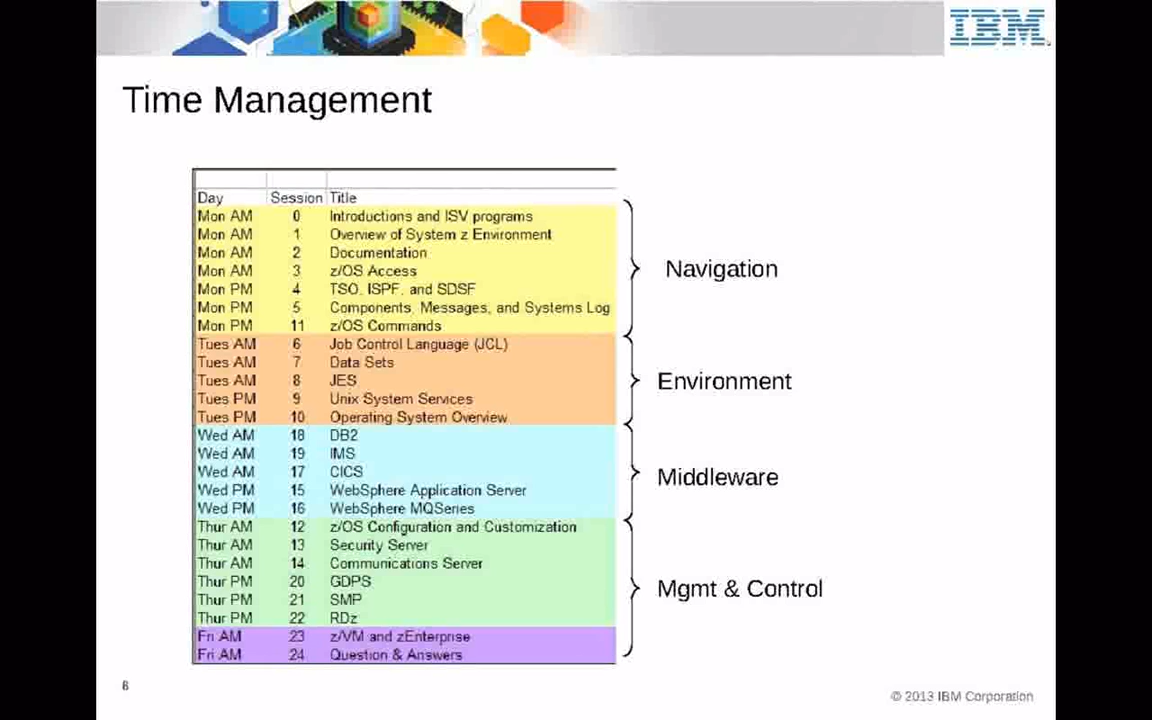 IBM
Time Management
Day Session Title
Mon AM 0 Introductions and ISV programs
Mon AM 1 Overview of System z Environment
Mon AM 2 Documentation
Mon AM 3 z/OS Access
Mon PM 4 TSO, ISPF, and SDSF
Mon PM 5 Components, Messages, and Systems Log
Mon PM 11 z/OS Commands
Navigation
Tues AM 6 Job Control Language (JCL)
Tues AM 7 Data Sets
Tues AM 8 JES
Tues PM 9 Unix System Services
Tues PM 10 Operating System Overview
Environment
Wed AM 18 DB2
Wed AM 19 IMS
Wed AM 17 CICS
Wed PM 15 WebSphere Application Server
Wed PM 16 WebSphere MQSeries
Middleware
Thur AM 12 z/OS Configuration and Customization
Thur AM 13 Security Server
Thur AM 14 Communications Server
Thur PM 20 GDPS
Thur PM 21 SMP
Thur PM 22 RDz
Fri AM 23 z/VM and zEnterprise
Fri AM 24 Question & Answers
Mgmt & Control
6
© 2013 IBM Corporation